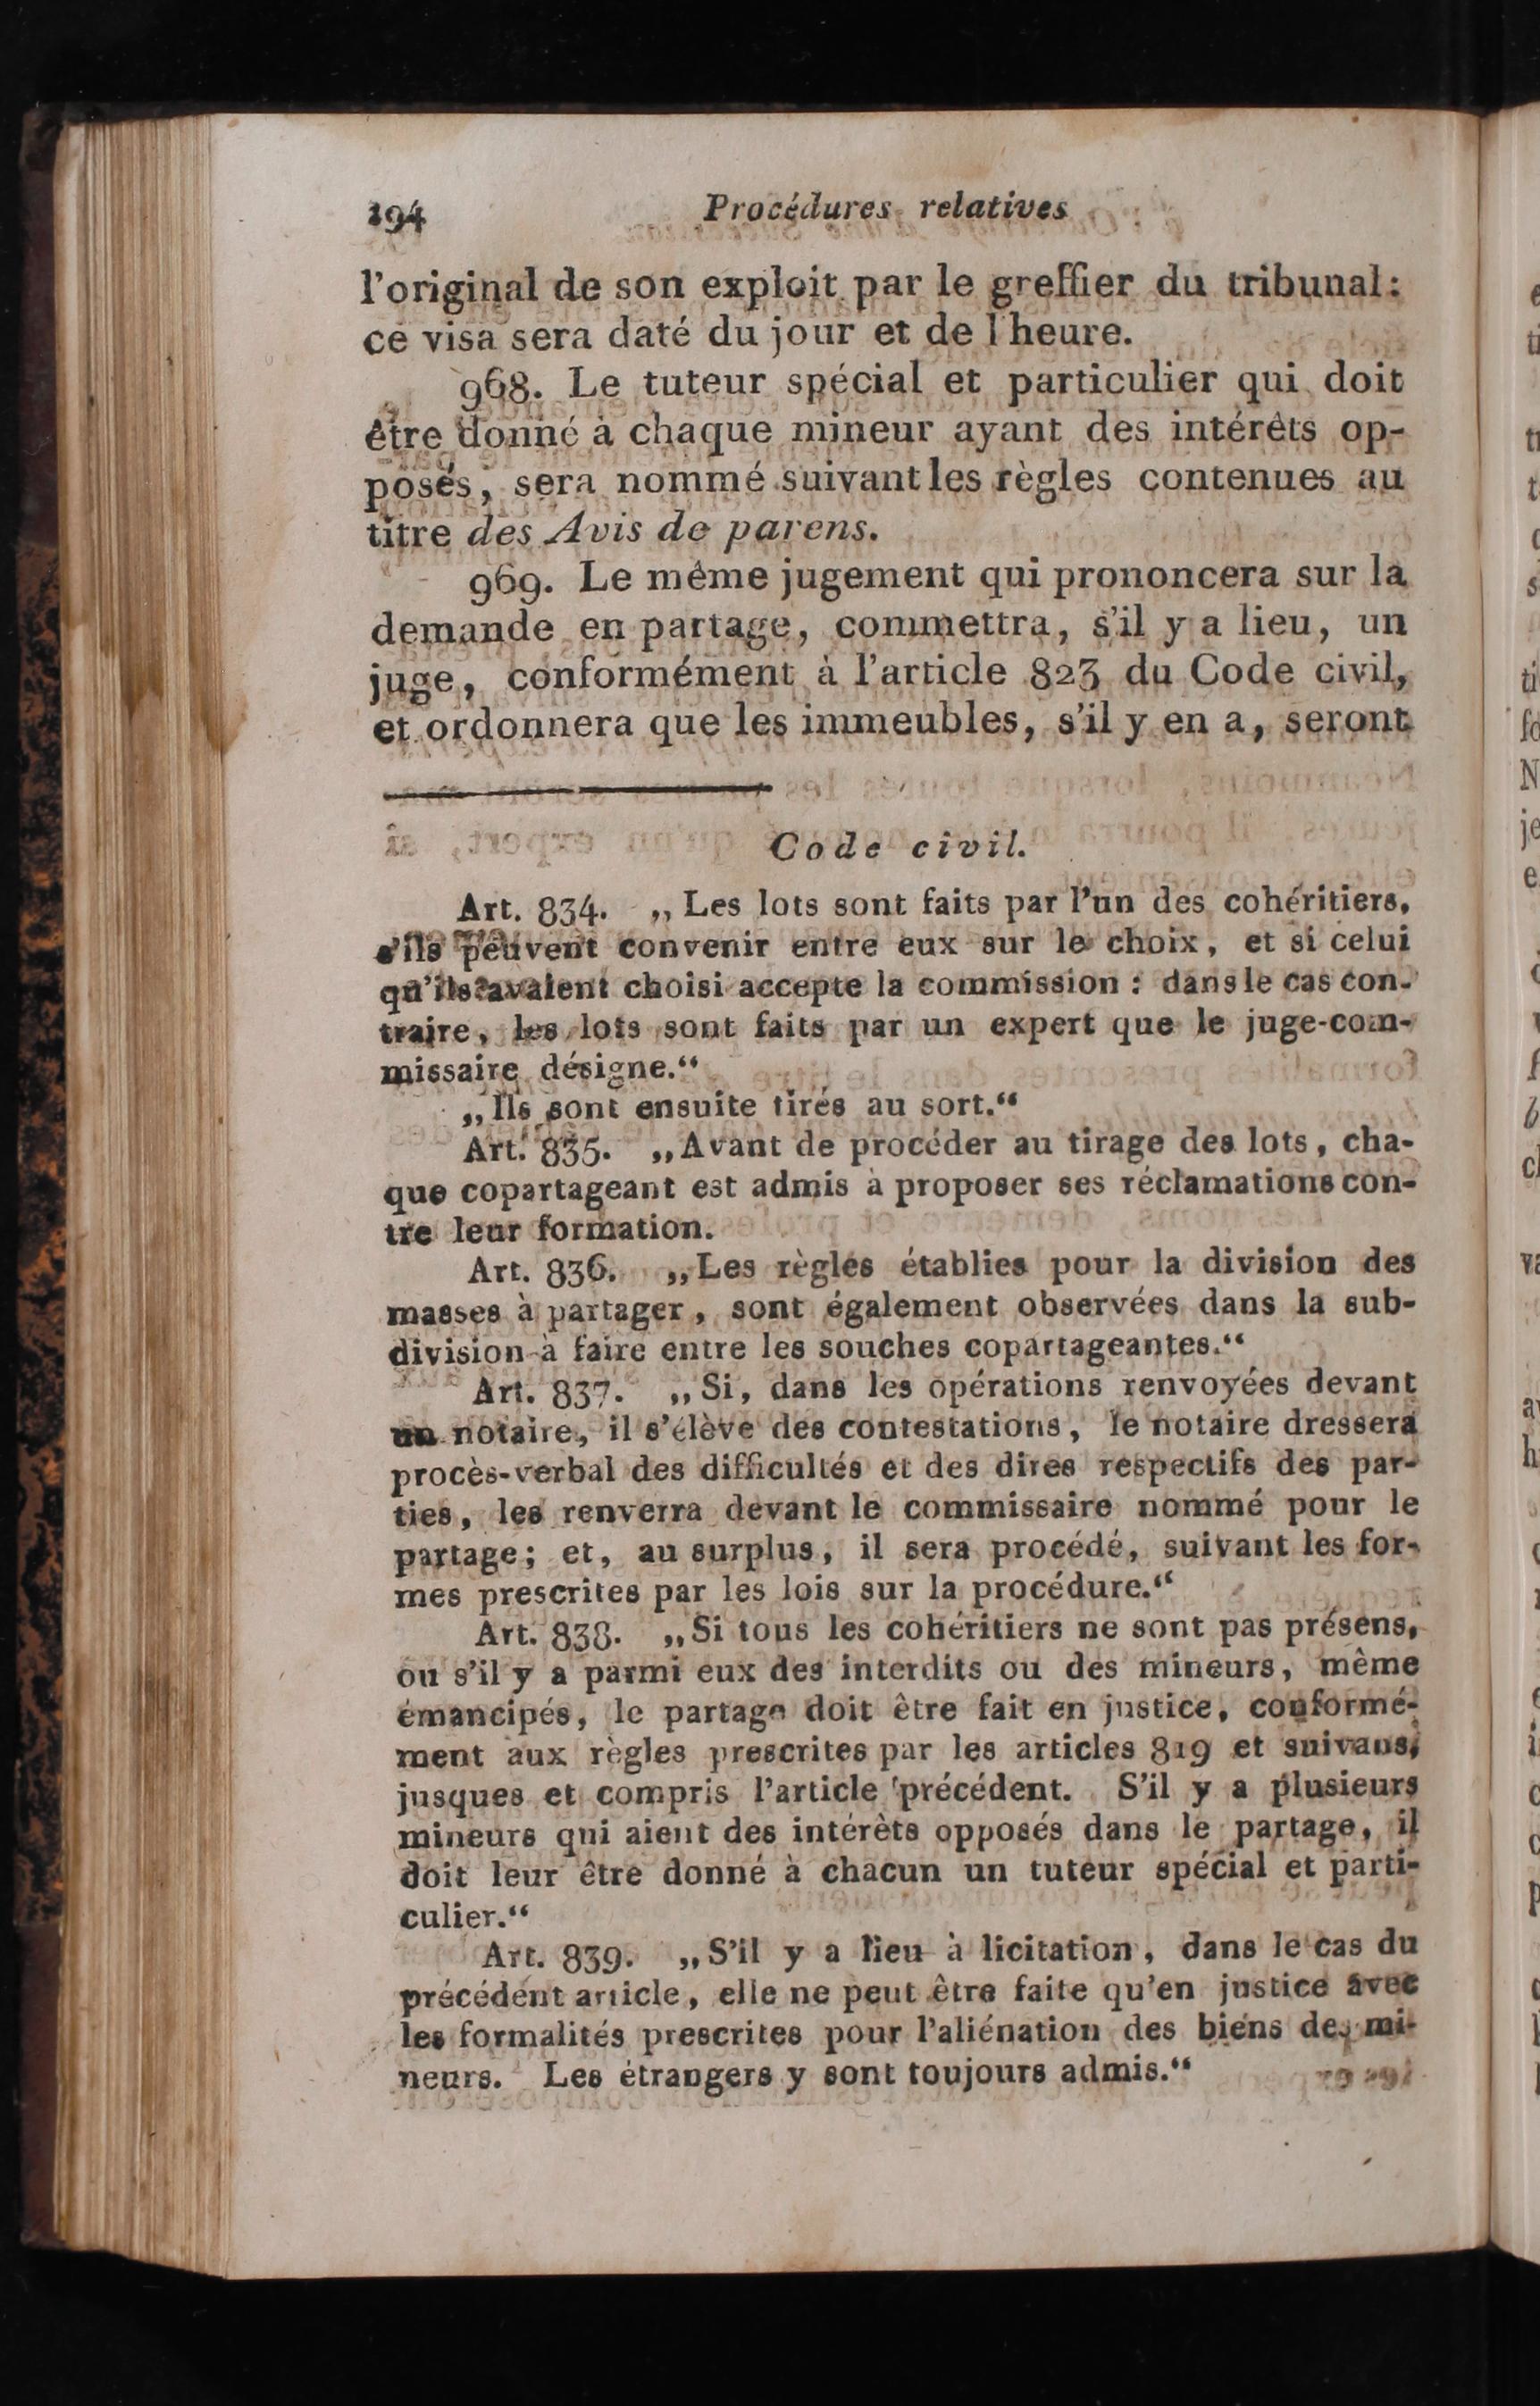 194 Procédures relatives
l'original de son exploit par le greffier du tribunal:
ce visa sera daté du jour et de l'heure.
968. Le tuteur spécial et particulier qui doit
être donné à chaque mineur ayant des intérêts op-
posés, sera nommé suivant les règles contenues au
titre des Avis de parens.
969. Le même jugement qui prononcera sur la
demande en partage, commettra, s'il y a lieu, un
juge, conformément à l'article 823 du Code civil,
et ordonnera que les immeubles, s'il y en a, seront
Code civil.
Art. 834. „Les lots sont faits par l'un des cohéritiers,
s'ils peuvent convenir entre eux sur le choix, et si celui
qu'ils avaient choisi accepte la commission : dans le cas con-
traire, les lots sont faits par un expert que le juge-com-
missaire désigne.“
„Ils sont ensuite tirés au sort.“
Art. 835. „Avant de procéder au tirage des lots, cha-
que copartageant est admis à proposer ses réclamations con-
tre leur formation.
Art. 836. „Les règles établies pour la division des
masses à partager, sont également observées dans la sub-
division à faire entre les souches copartageantes.“
Art. 837. „Si, dans les opérations renvoyées devant
un notaire, il s'élève des contestations, le notaire dressera
procès-verbal des difficultés et des dires respectifs des par-
ties, les renverra devant le commissaire nommé pour le
partage; et, au surplus, il sera procédé, suivant les for-
mes prescrites par les lois sur la procédure.“
Art. 838. „Si tous les cohéritiers ne sont pas présens,
ou s'il y a parmi eux des interdits ou des mineurs, même
émancipés, le partage doit être fait en justice, conformé-
ment aux règles prescrites par les articles 819 et suivans,
jusques et compris l'article précédent. S'il y a plusieurs
mineurs qui aient des intérèts opposés dans le partage, il
doit leur être donné à chacun un tuteur spécial et parti-
culier.“
Art. 839. „S'il y a lieu à licitation, dans le cas du
précédent article, elle ne peut être faite qu'en justice avec
les formalités prescrites pour l'aliénation des biens des mi-
neurs. Les étrangers y sont toujours admis.“